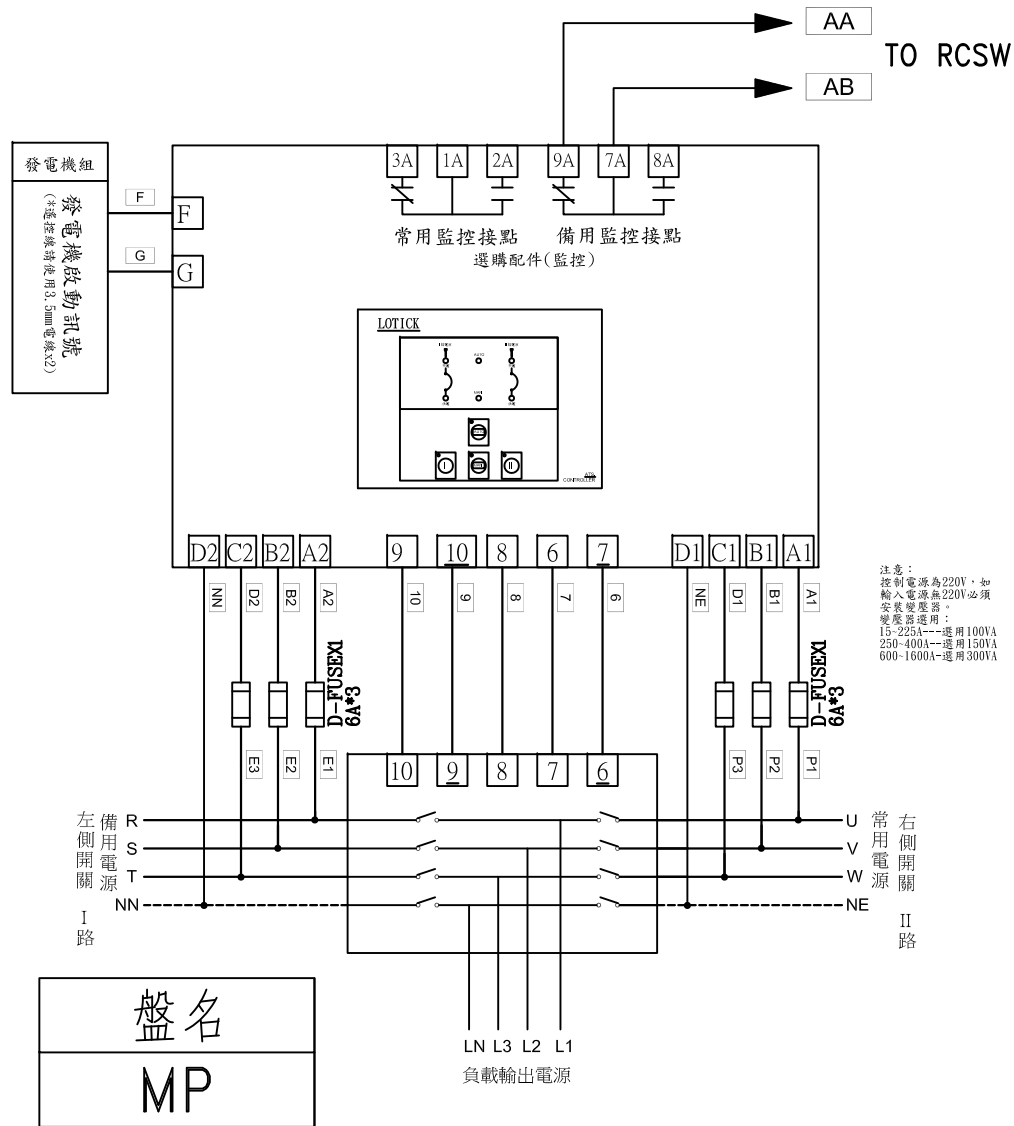 AA
TO RCSW
AB
3A 1A 2A 9A 7A 8A
發電機組
F
F
發電機啟動訊號
(*遙控線請使用3.5mm電線x2)
G
G
常用監控接點
備用監控接點
選購配件(監控)
LOTICK
AUTO
I
II
ATS
CONTROLLER
D2 C2 B2 A2 9 10 8 6 7 D1 C1 B1 A1
NN D2 B2 A2 10 9 8 7 6 NE D1 B1 A1
注意：
控制電源為220V，如
輸入電源無220V必須
安裝變壓器。
變壓器選用：
15~225A---選用100VA
250~400A--選用150VA
600~1600A-選用300VA
D-FUSEX1
6A*3
D-FUSEX1
6A*3
E3 E2 E1
P3 P2 P1
10 9 8 7 6
左側開關 I路
備用電源
R
S
T
NN
U
V
W
NE
常用電源
右側開關 II路
LN L3 L2 L1
負載輸出電源
盤名
MP